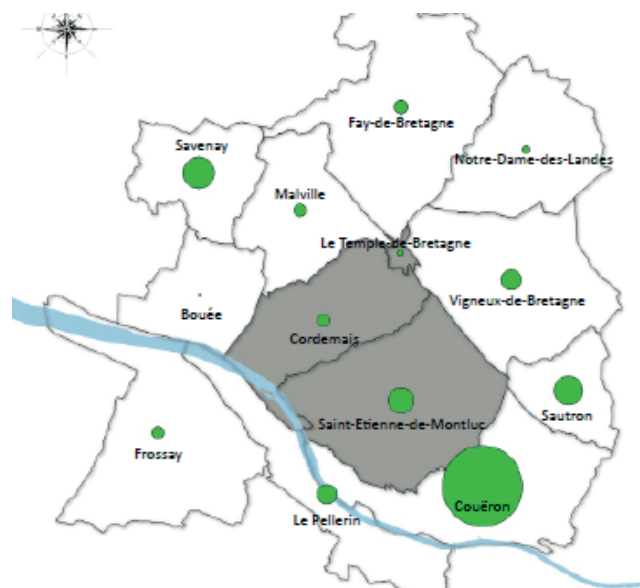 Fay-de-Bretagne
Savenay
Notre-Dame-des-Landes
Malville
Le Temple-de-Bretagne
Vigneux-de-Bretagne
Bouée
Cordemais
Sautron
Saint-Etienne-de-Montluc
Frossay
Couëron
Le Pellerin